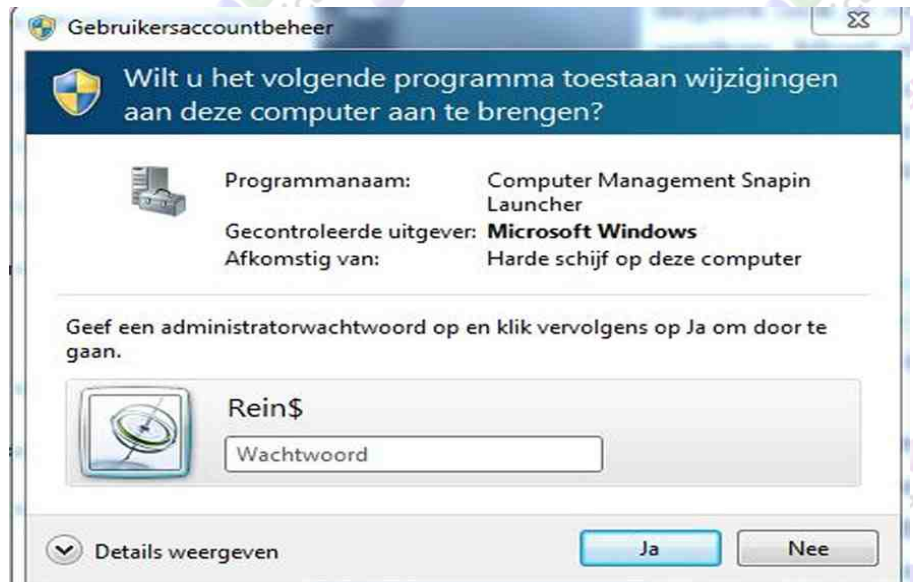 Gebruikersaccountbeheer
Wilt u het volgende programma toestaan wijzigingen
aan deze computer aan te brengen?
Programmanaam: Computer Management Snapin
Launcher
Gecontroleerde uitgever: Microsoft Windows
Afkomstig van: Harde schijf op deze computer
Geef een administratorwachtwoord op en klik vervolgens op Ja om door te
gaan.
Rein$
Wachtwoord
Details weergeven Ja Nee